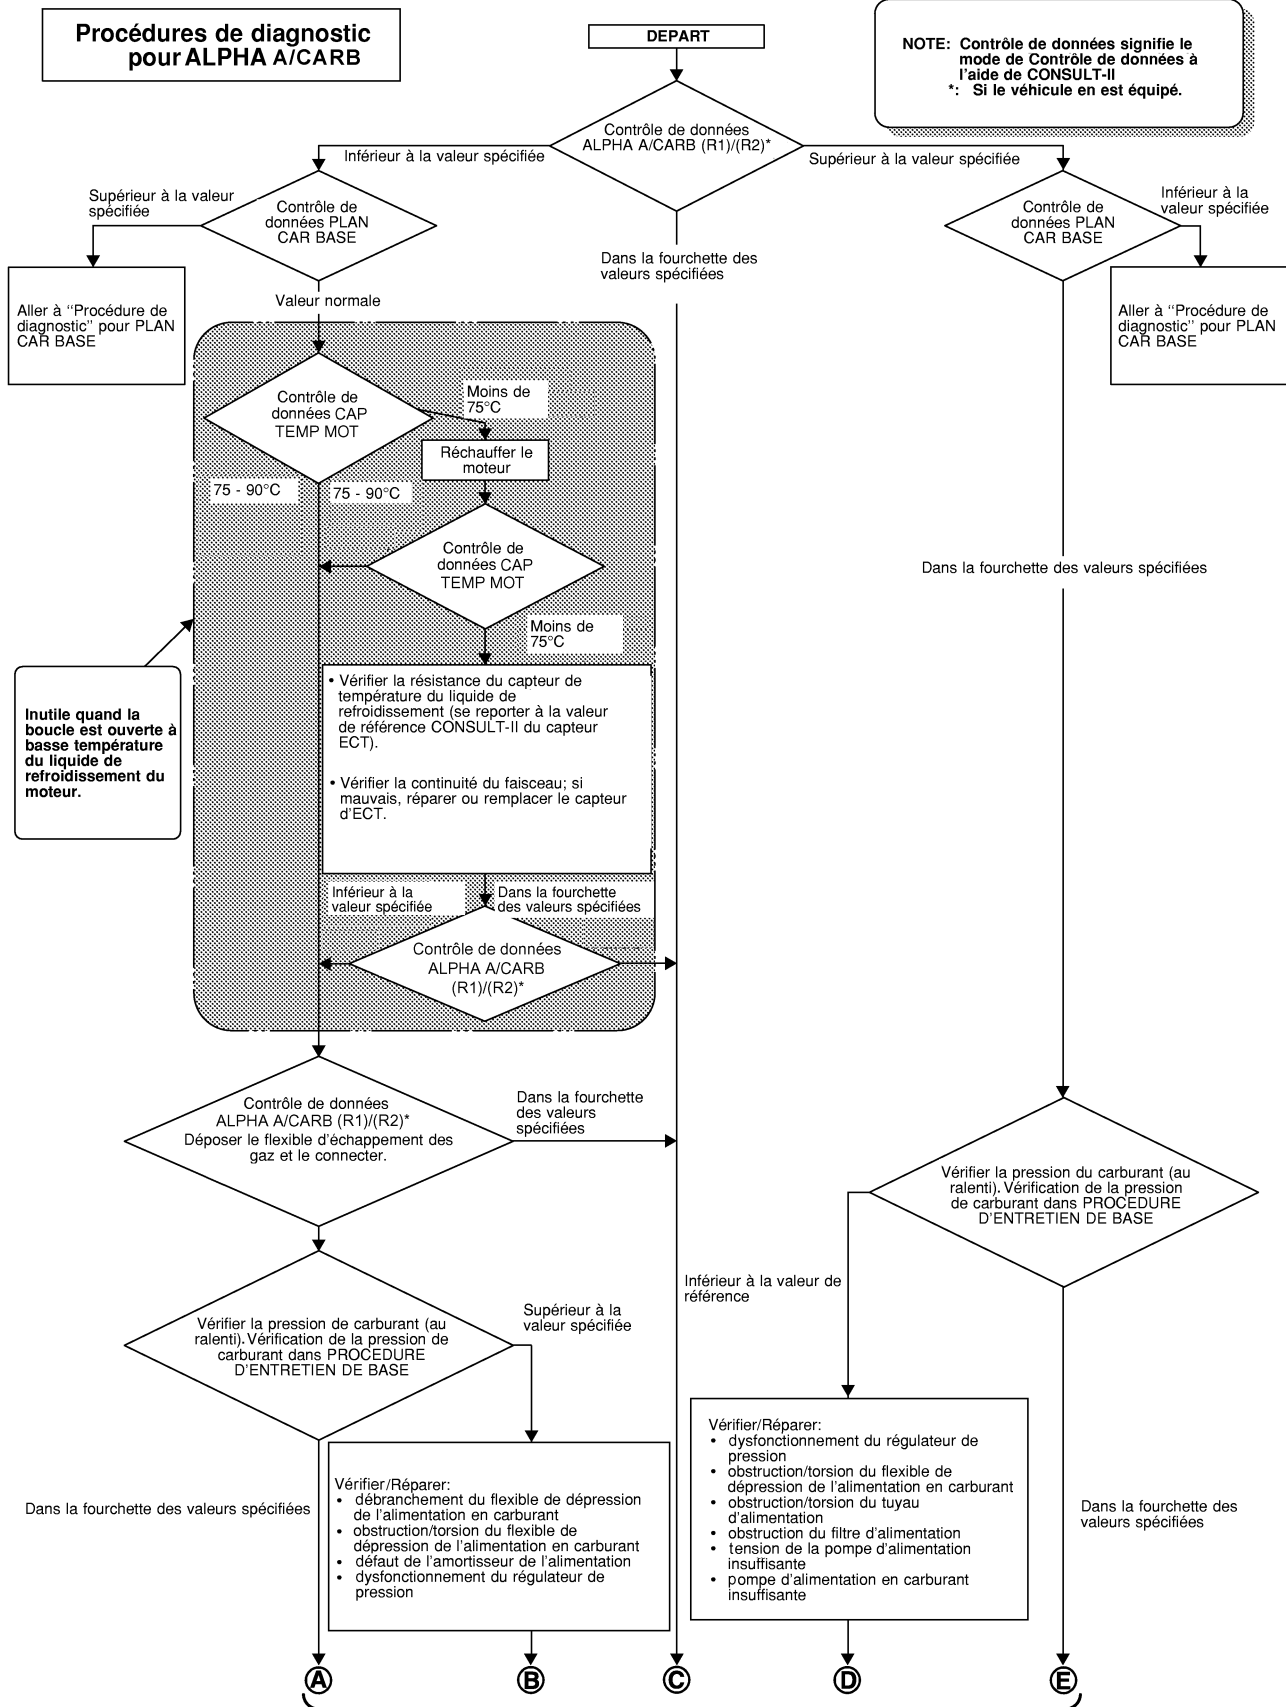 Procédures de diagnostic
pour ALPHA A/CARB
DEPART
NOTE: Contrôle de données signifie le
mode de Contrôle de données à
l'aide de CONSULT-II
*: Si le véhicule en est équipé.
Contrôle de données
ALPHA A/CARB (R1)/(R2)*
Inférieur à la valeur spécifiée
Supérieur à la valeur spécifiée
Supérieur à la valeur
spécifiée
Contrôle de
données PLAN
CAR BASE
Contrôle de
données PLAN
CAR BASE
Inférieur à la
valeur spécifiée
Dans la fourchette des
valeurs spécifiées
Aller à "Procédure de
diagnostic" pour PLAN
CAR BASE
Valeur normale
Aller à "Procédure de
diagnostic" pour PLAN
CAR BASE
Contrôle de
données CAP
TEMP MOT
Moins de
75°C
Réchauffer le
moteur
75 - 90°C
75 - 90°C
Contrôle de
données CAP
TEMP MOT
Dans la fourchette des valeurs spécifiées
Moins de
75°C
Inutile quand la
boucle est ouverte à
basse température
du liquide de
refroidissement du
moteur.
• Vérifier la résistance du capteur de
température du liquide de
refroidissement (se reporter à la valeur
de référence CONSULT-II du capteur
ECT).
• Vérifier la continuité du faisceau; si
mauvais, réparer ou remplacer le capteur
d'ECT.
Inférieur à la
valeur spécifiée
Dans la fourchette
des valeurs spécifiées
Contrôle de données
ALPHA A/CARB
(R1)/(R2)*
Contrôle de données
ALPHA A/CARB (R1)/(R2)*
Déposer le flexible d'échappement des
gaz et le connecter.
Dans la fourchette
des valeurs
spécifiées
Vérifier la pression du carburant (au
ralenti). Vérification de la pression
de carburant dans PROCEDURE
D'ENTRETIEN DE BASE
Inférieur à la valeur de
référence
Vérifier la pression de carburant (au
ralenti). Vérification de la pression de
carburant dans PROCEDURE
D'ENTRETIEN DE BASE
Supérieur à la
valeur spécifiée
Dans la fourchette des valeurs spécifiées
Vérifier/Réparer:
• débranchement du flexible de dépression
de l'alimentation en carburant
• obstruction/torsion du flexible de
dépression de l'alimentation en carburant
• défaut de l'amortisseur de l'alimentation
• dysfonctionnement du régulateur de
pression
Vérifier/Réparer:
• dysfonctionnement du régulateur de
pression
• obstruction/torsion du flexible de
dépression de l'alimentation en carburant
• obstruction/torsion du tuyau
d'alimentation
• obstruction du filtre d'alimentation
• tension de la pompe d'alimentation
insuffisante
• pompe d'alimentation en carburant
insuffisante
Dans la fourchette des
valeurs spécifiées
A
B
C
D
E